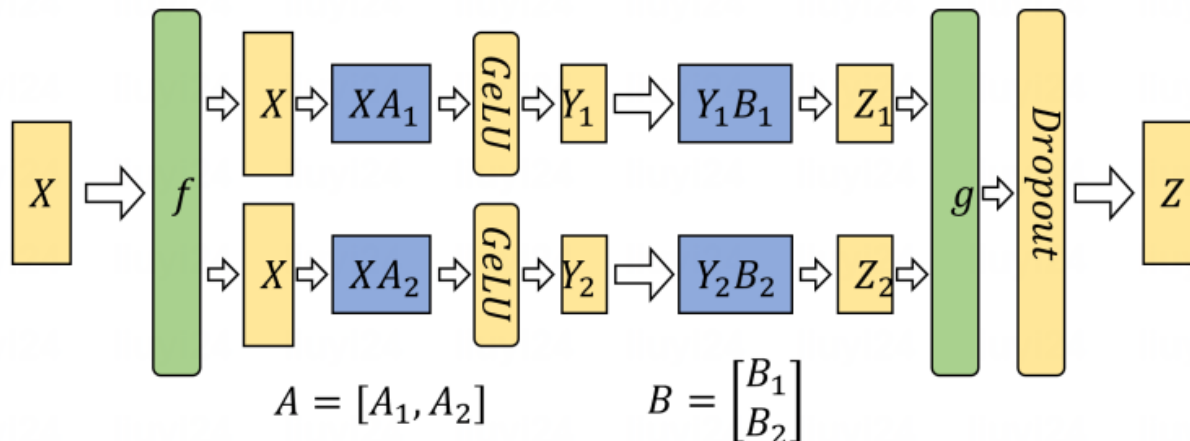 X f X XA₁ GeLU Y₁ Y₁B₁ Z₁ g Dropout Z
X XA₂ GeLU Y₂ Y₂B₂ Z₂
A = [A₁, A₂] B = [B₁
B₂]